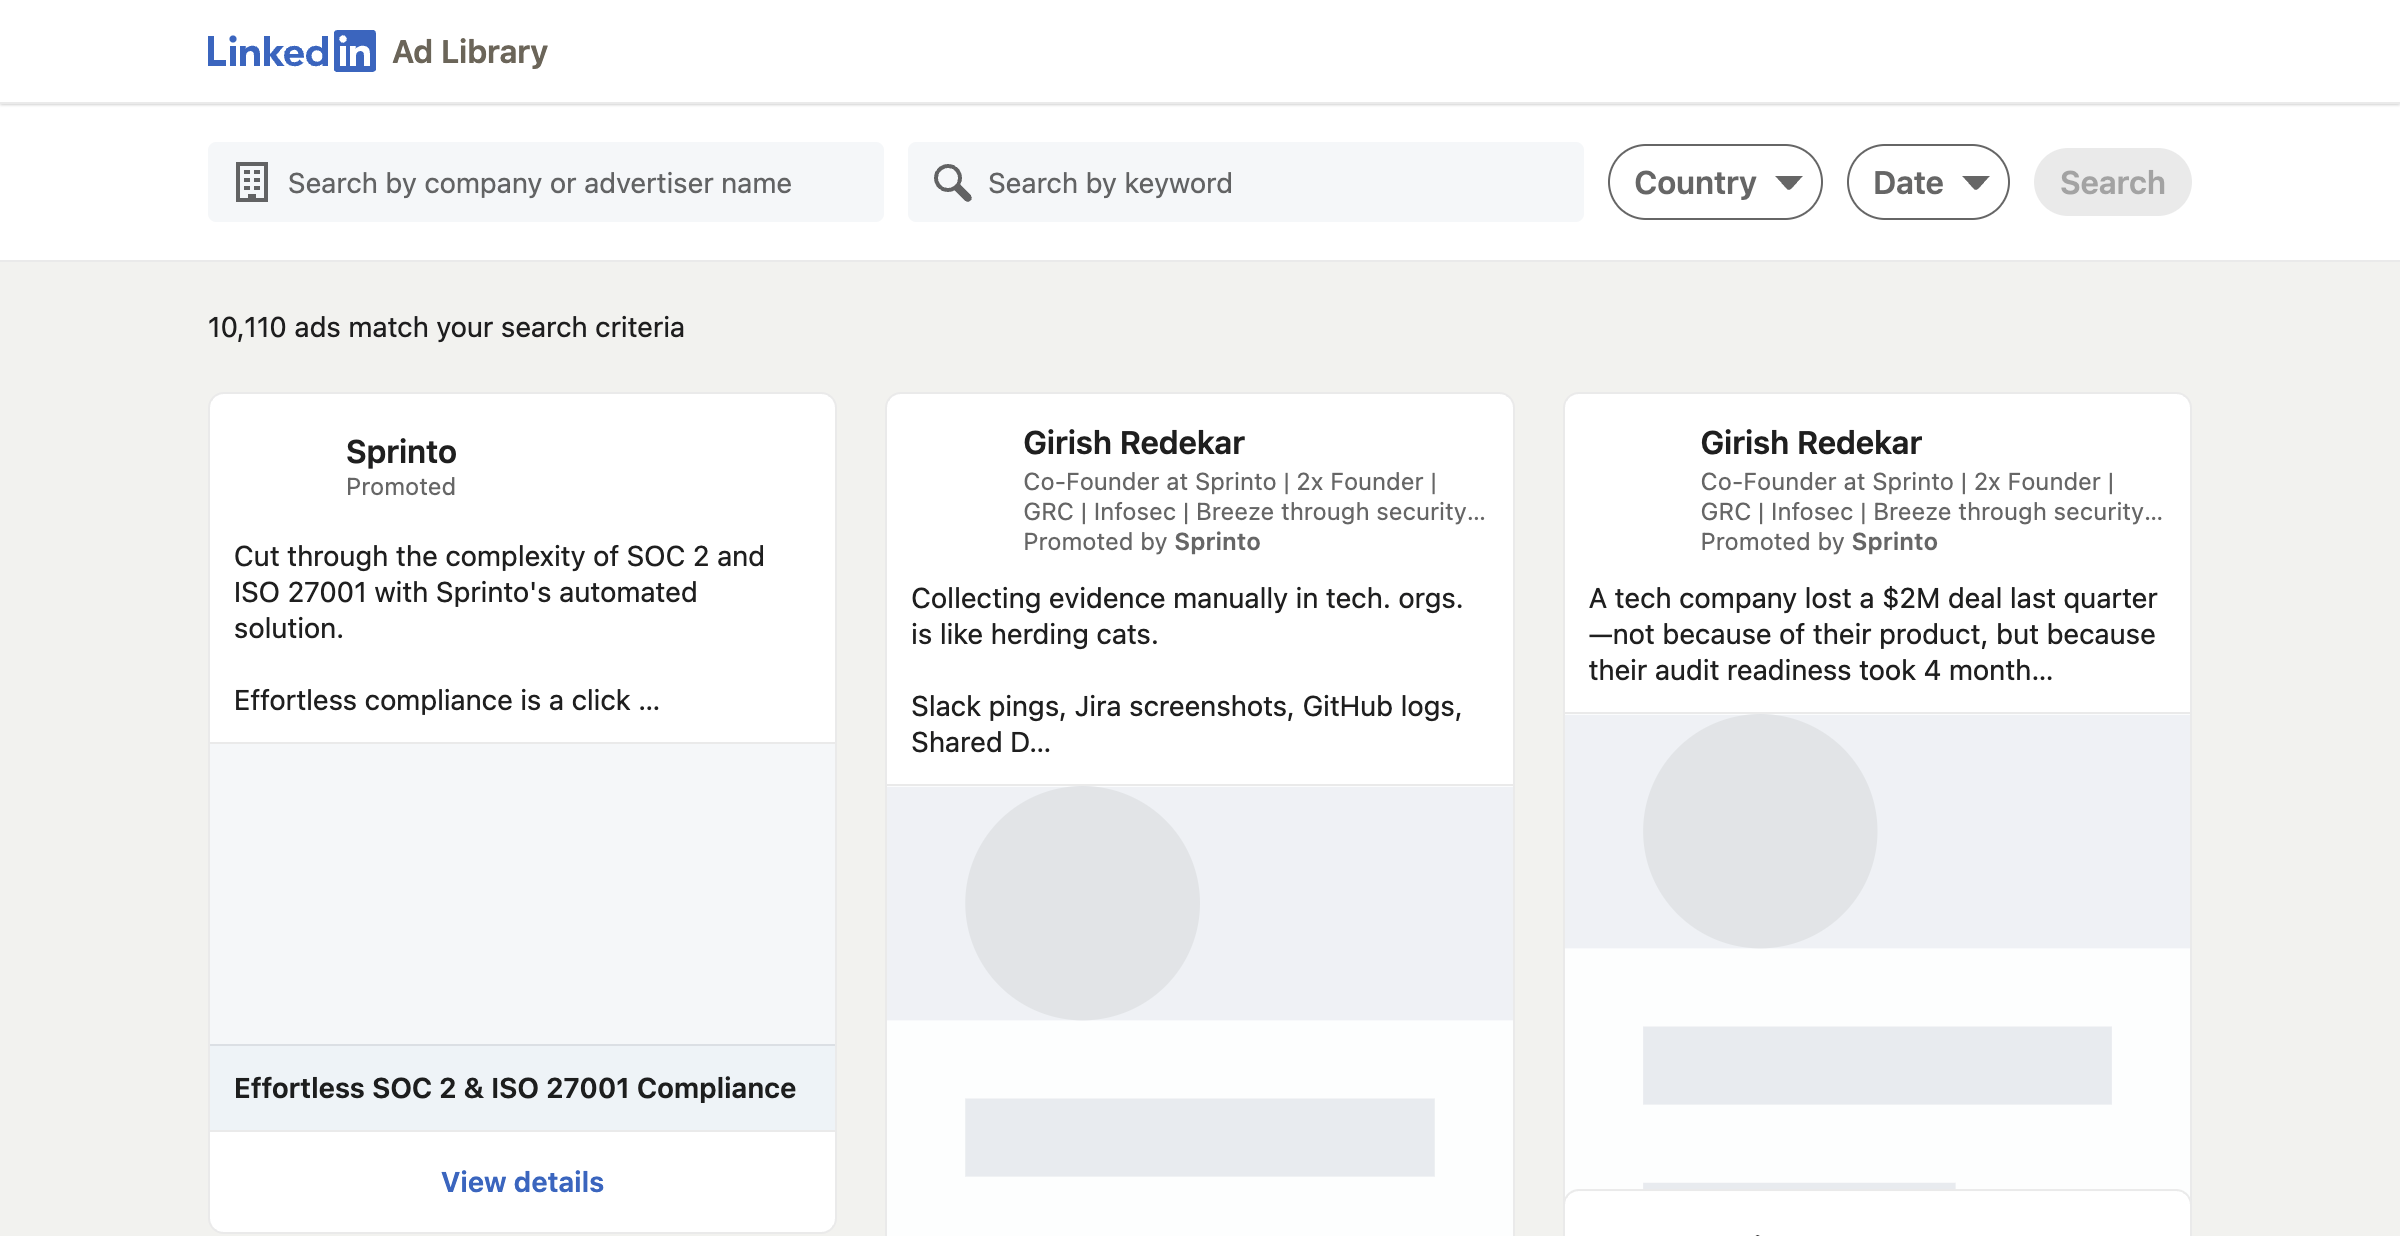 Linkedin Ad Library
Search by company or advertiser name
Search by keyword
Country
Date
Search
10,110 ads match your search criteria
Sprinto
Promoted
Cut through the complexity of SOC 2 and
ISO 27001 with Sprinto's automated
solution.
Effortless compliance is a click ...
Effortless SOC 2 & ISO 27001 Compliance
View details
Girish Redekar
Co-Founder at Sprinto | 2x Founder |
GRC | Infosec | Breeze through security...
Promoted by Sprinto
Collecting evidence manually in tech. orgs.
is like herding cats.
Slack pings, Jira screenshots, GitHub logs,
Shared D...
Girish Redekar
Co-Founder at Sprinto | 2x Founder |
GRC | Infosec | Breeze through security...
Promoted by Sprinto
A tech company lost a $2M deal last quarter
—not because of their product, but because
their audit readiness took 4 month...